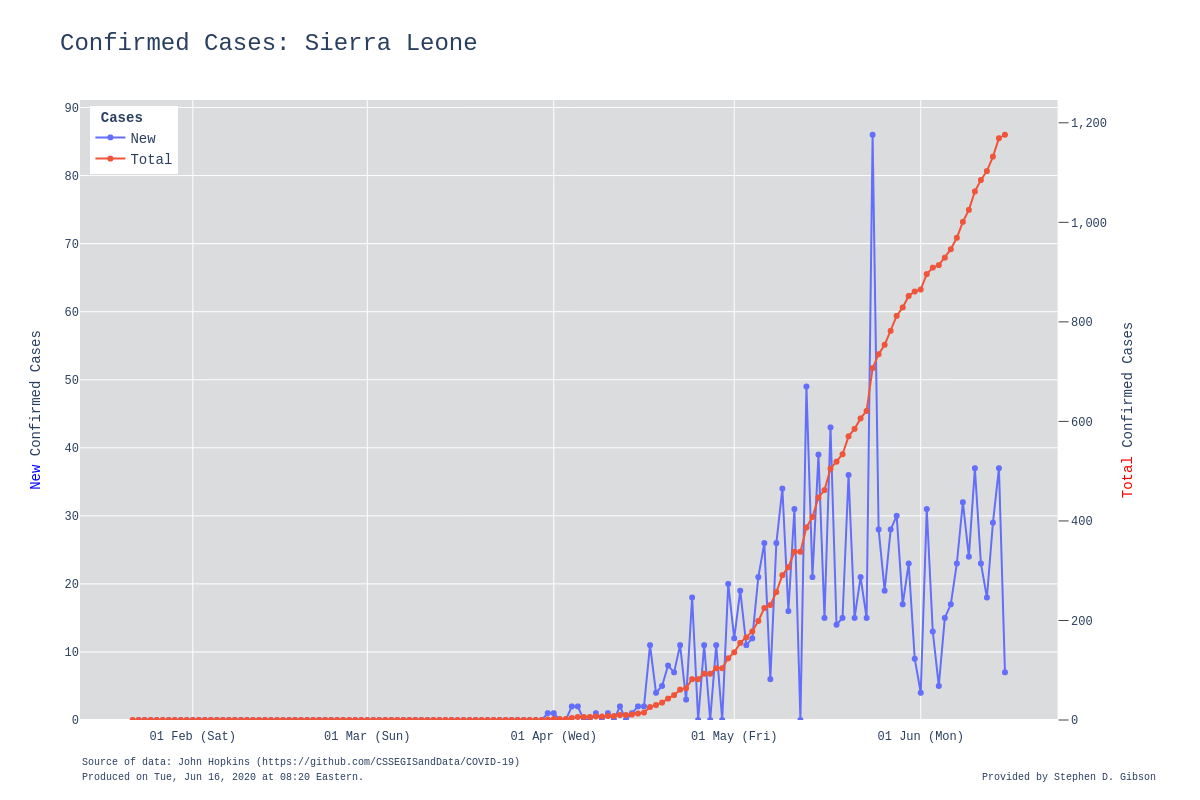 Confirmed Cases: Sierra Leone
Cases
New
Total
90
80
70
60
50
40
30
20
10
0
1,200
1,000
800
600
400
200
0
New Confirmed Cases
Total Confirmed Cases
01 Feb (Sat)
01 Mar (Sun)
01 Apr (Wed)
01 May (Fri)
01 Jun (Mon)
Source of data: John Hopkins (https://github.com/CSSEGISandData/COVID-19)
Produced on Tue, Jun 16, 2020 at 08:20 Eastern.
Provided by Stephen D. Gibson